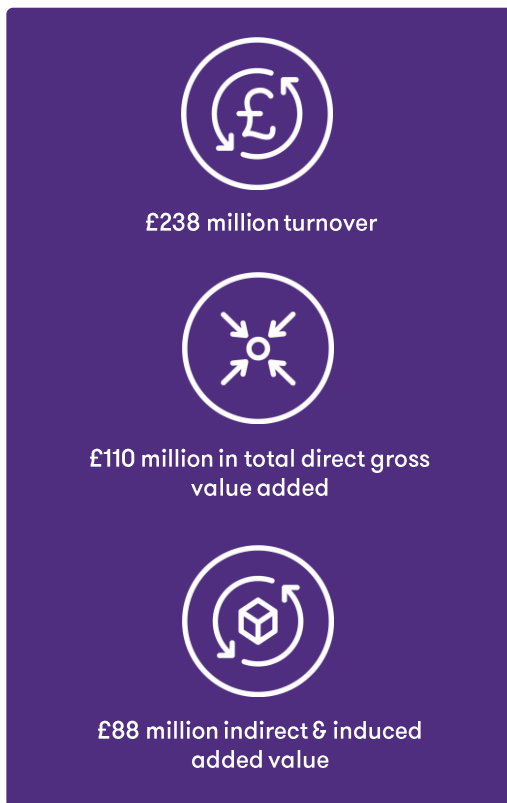 £
£238 million turnover
£110 million in total direct gross
value added
£88 million indirect & induced
added value